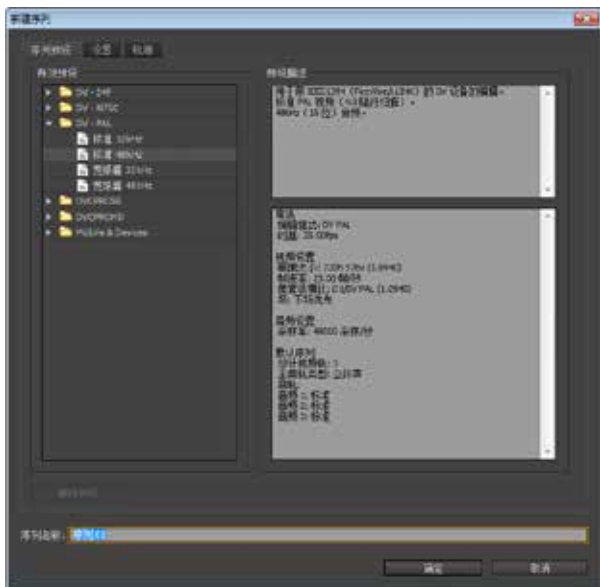 新建序列
序列预设 设置 轨道
有效预设
DV - 24P
DV - NTSC
DV - PAL
标准 32kHz
标准 48kHz
宽银幕 32kHz
宽银幕 48kHz
DVCPRO50
DVCPROHD
Mobile & Devices
预设描述
用于跟 IEEE1394 (FireWire/i.LINK) 的 DV 设备的编辑。
标准 PAL 视频 (4:3 隔行扫描)。
48kHz (16 位) 音频。
常规
编辑模式: DV PAL
时基: 25.00fps
视频设置
画面大小: 720h 576v (1.0940)
帧速率: 25.00 帧/秒
像素纵横比: D1/DV PAL (1.0940)
场: 下场优先
音频设置
采样率: 48000 采样/秒
默认序列
总计视频轨: 3
主音轨类型: 立体声
音轨:
音频 1: 标准
音频 2: 标准
音频 3: 标准
序列名称: 序列 01
确定 取消